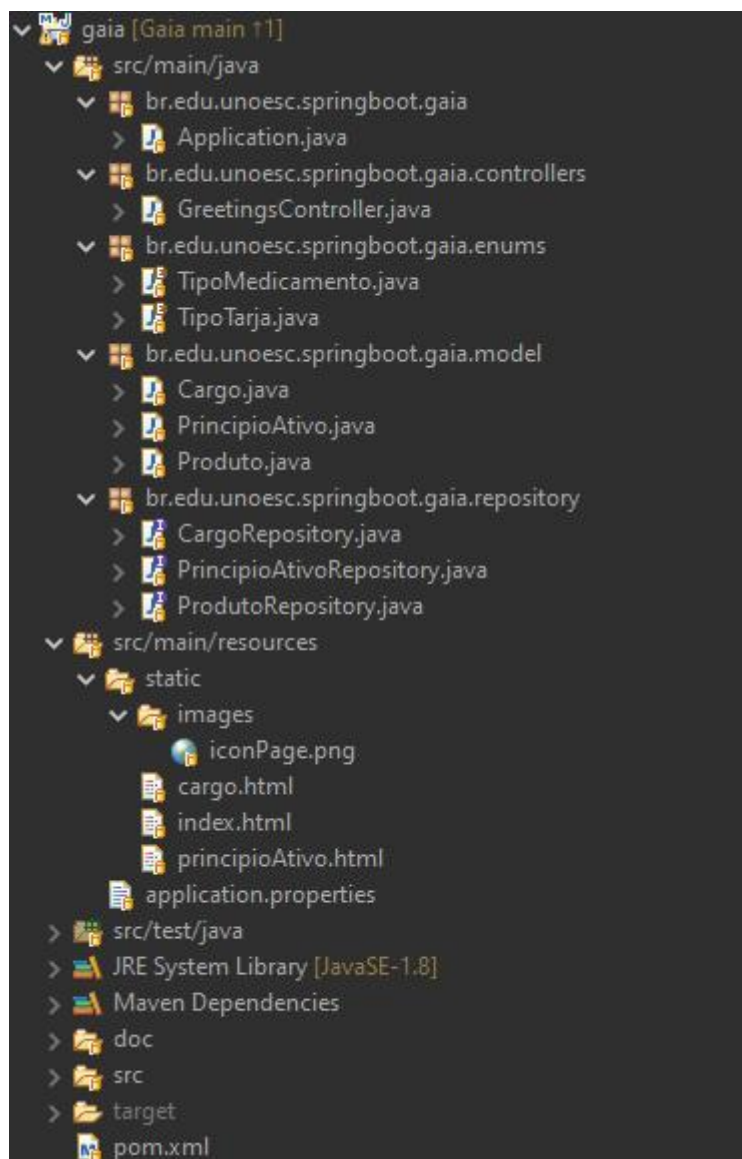 gaia [Gaia main ↑1]
src/main/java
br.edu.unoesc.springboot.gaia
Application.java
br.edu.unoesc.springboot.gaia.controllers
GreetingsController.java
br.edu.unoesc.springboot.gaia.enums
TipoMedicamento.java
TipoTarja.java
br.edu.unoesc.springboot.gaia.model
Cargo.java
PrincipioAtivo.java
Produto.java
br.edu.unoesc.springboot.gaia.repository
CargoRepository.java
PrincipioAtivoRepository.java
ProdutoRepository.java
src/main/resources
static
images
iconPage.png
cargo.html
index.html
principioAtivo.html
application.properties
src/test/java
JRE System Library [JavaSE-1.8]
Maven Dependencies
doc
src
target
pom.xml